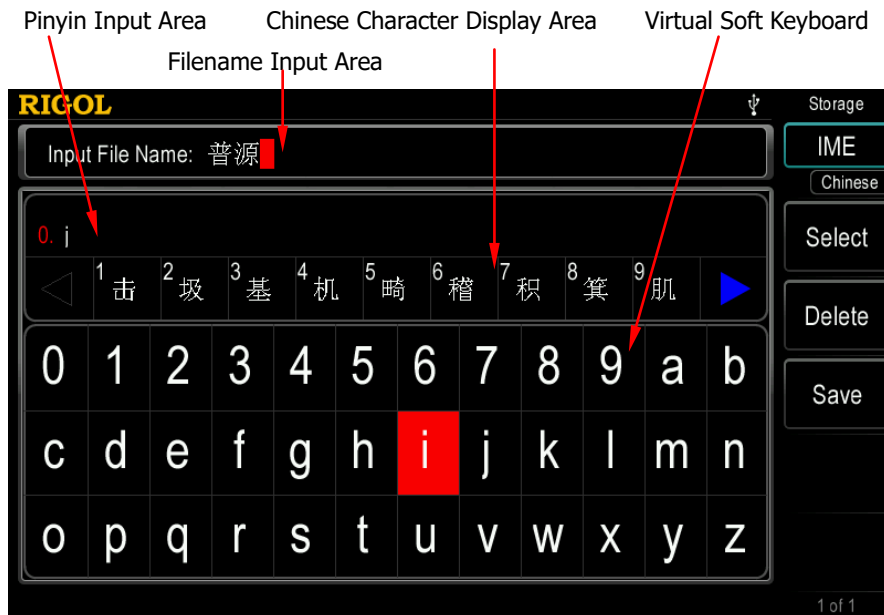 Pinyin Input Area Chinese Character Display Area Virtual Soft Keyboard
Filename Input Area
RIGOL Storage
Input File Name: 普源 IME
Chinese
0. j Select
1 击 2 圾 3 基 4 机 5 畸 6 稽 7 积 8 箕 9 肌
Delete
0 1 2 3 4 5 6 7 8 9 a b
Save
c d e f g h i j k l m n
o p q r s t u v w x y z
1 of 1